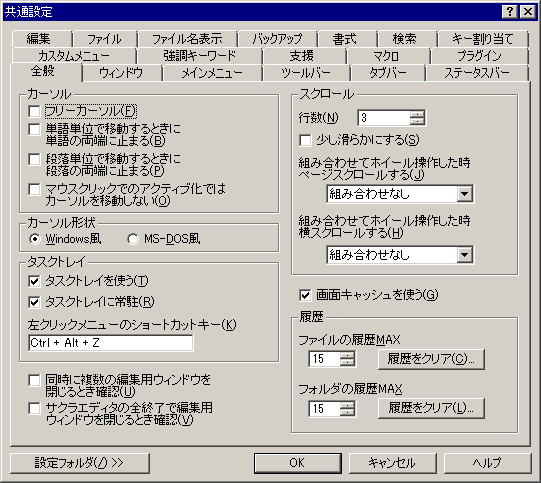 共通設定
編集 ファイル ファイル名表示 バックアップ 書式 検索 キー割り当て
カスタムメニュー 強調キーワード 支援 マクロ プラグイン
全般 ウィンドウ メインメニュー ツールバー タブバー ステータスバー
カーソル
フリーカーソル(F)
単語単位で移動するときに
単語の両端に止まる(B)
段落単位で移動するときに
段落の両端に止まる(P)
マウスクリックでのアクティブ化では
カーソルを移動しない(O)
カーソル形状
Windows風 MS-DOS風
タスクトレイ
タスクトレイを使う(T)
タスクトレイに常駐(R)
左クリックメニューのショートカットキー(K)
Ctrl + Alt + Z
同時に複数の編集用ウィンドウを
閉じるとき確認(U)
サクラエディタの全終了で編集用
ウィンドウを閉じるとき確認(V)
スクロール
行数(N) 3
少し滑らかにする(S)
組み合わせてホイール操作した時
ページスクロールする(J)
組み合わせなし
組み合わせてホイール操作した時
横スクロールする(H)
組み合わせなし
画面キャッシュを使う(G)
履歴
ファイルの履歴MAX
15 履歴をクリア(C)...
フォルダの履歴MAX
15 履歴をクリア(L)...
設定フォルダ(/) >> OK キャンセル ヘルプ